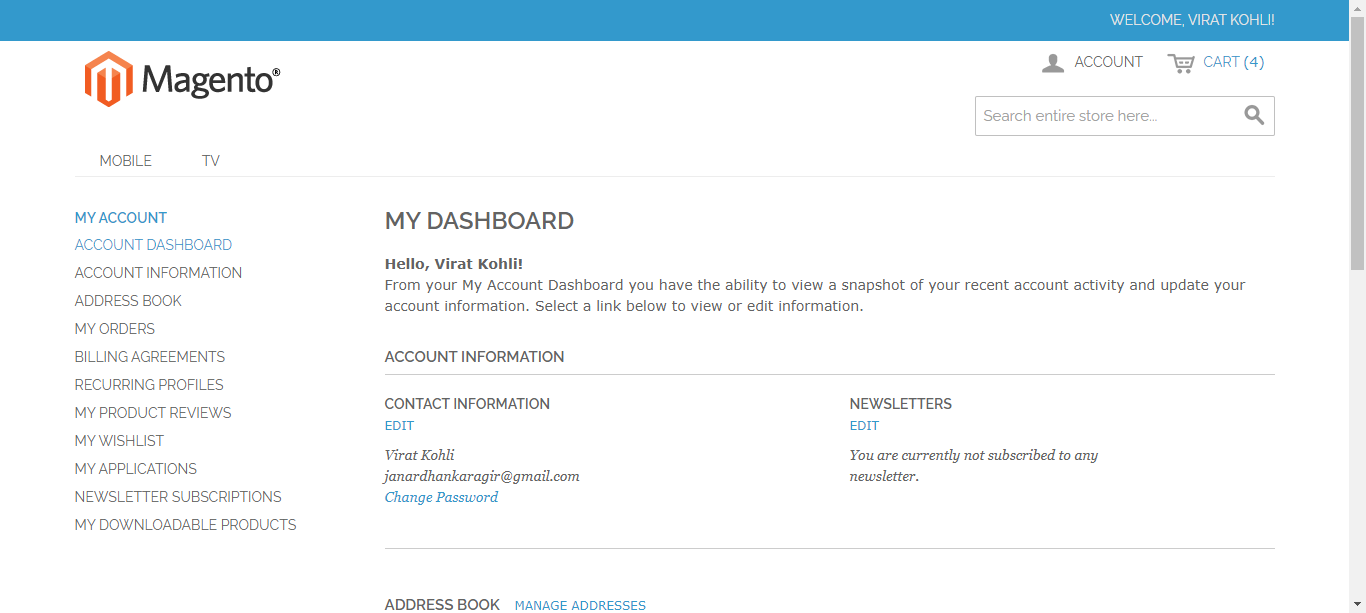 WELCOME, VIRAT KOHLI!
Magento®
ACCOUNT
CART (4)
Search entire store here...
MOBILE
TV
MY ACCOUNT
ACCOUNT DASHBOARD
ACCOUNT INFORMATION
ADDRESS BOOK
MY ORDERS
BILLING AGREEMENTS
RECURRING PROFILES
MY PRODUCT REVIEWS
MY WISHLIST
MY APPLICATIONS
NEWSLETTER SUBSCRIPTIONS
MY DOWNLOADABLE PRODUCTS
MY DASHBOARD
Hello, Virat Kohli!
From your My Account Dashboard you have the ability to view a snapshot of your recent account activity and update your
account information. Select a link below to view or edit information.
ACCOUNT INFORMATION
CONTACT INFORMATION
EDIT
Virat Kohli
janardhankaragir@gmail.com
Change Password
NEWSLETTERS
EDIT
You are currently not subscribed to any
newsletter.
ADDRESS BOOK
MANAGE ADDRESSES